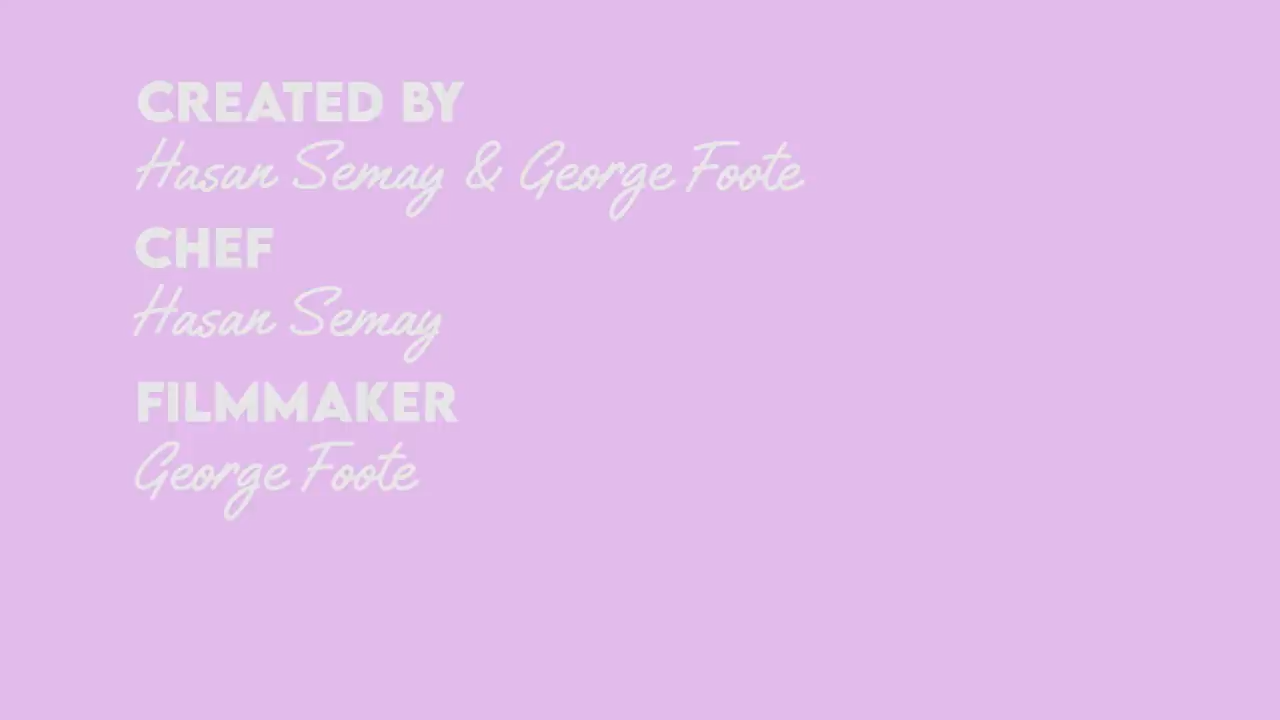 CREATED BY
Hasan Semay & George Foote
CHEF
Hasan Semay
FILMMAKER
George Foote